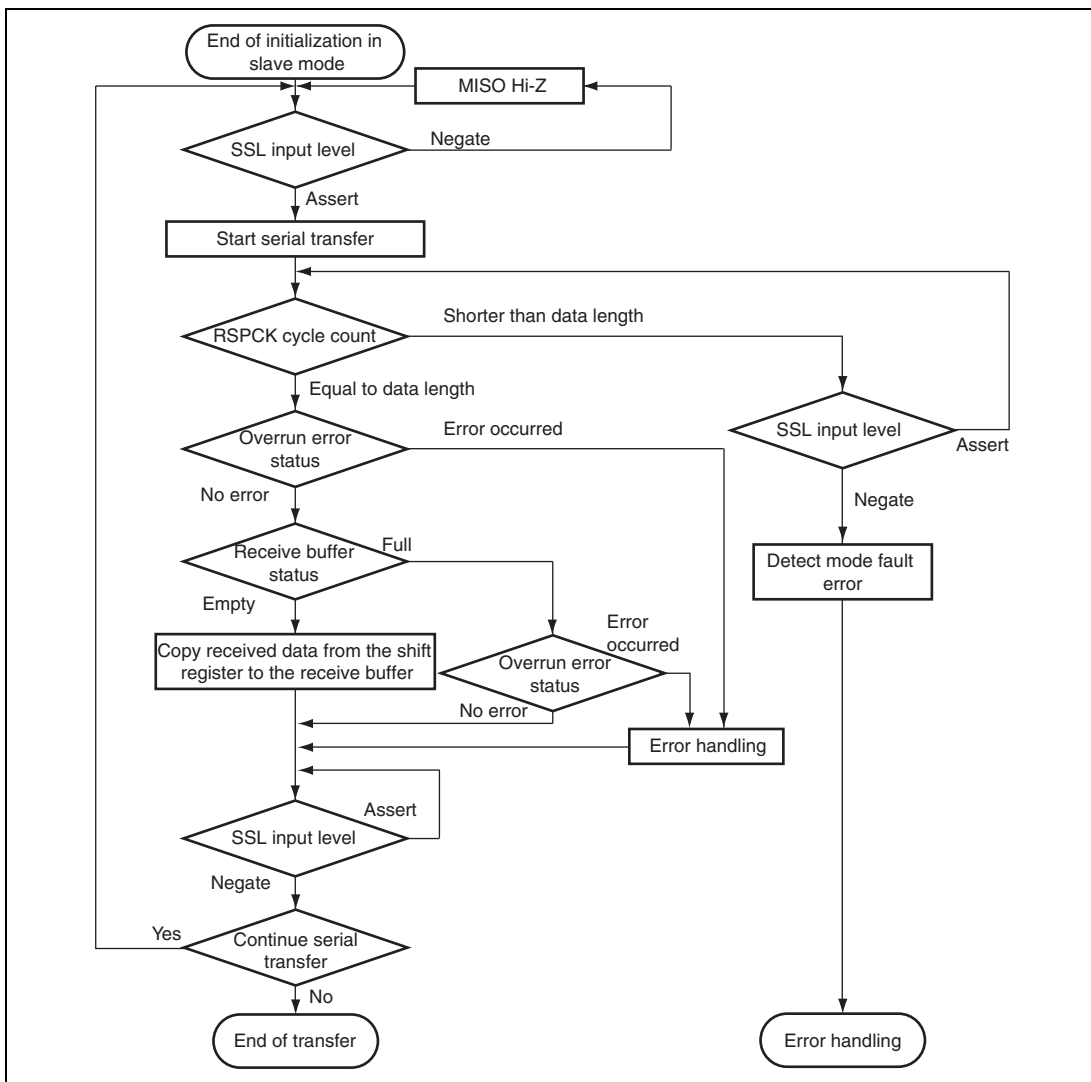 End of initialization in
slave mode
MISO Hi-Z
SSL input level
Negate
Assert
Start serial transfer
RSPCK cycle count
Shorter than data length
Equal to data length
SSL input level
Assert
Overrun error
status
Error occurred
No error
Negate
Receive buffer
status
Full
Detect mode fault
error
Empty
Copy received data from the shift
register to the receive buffer
Error
occurred
Overrun error
status
No error
Error handling
Assert
SSL input level
Negate
Yes
Continue serial
transfer
No
End of transfer
Error handling